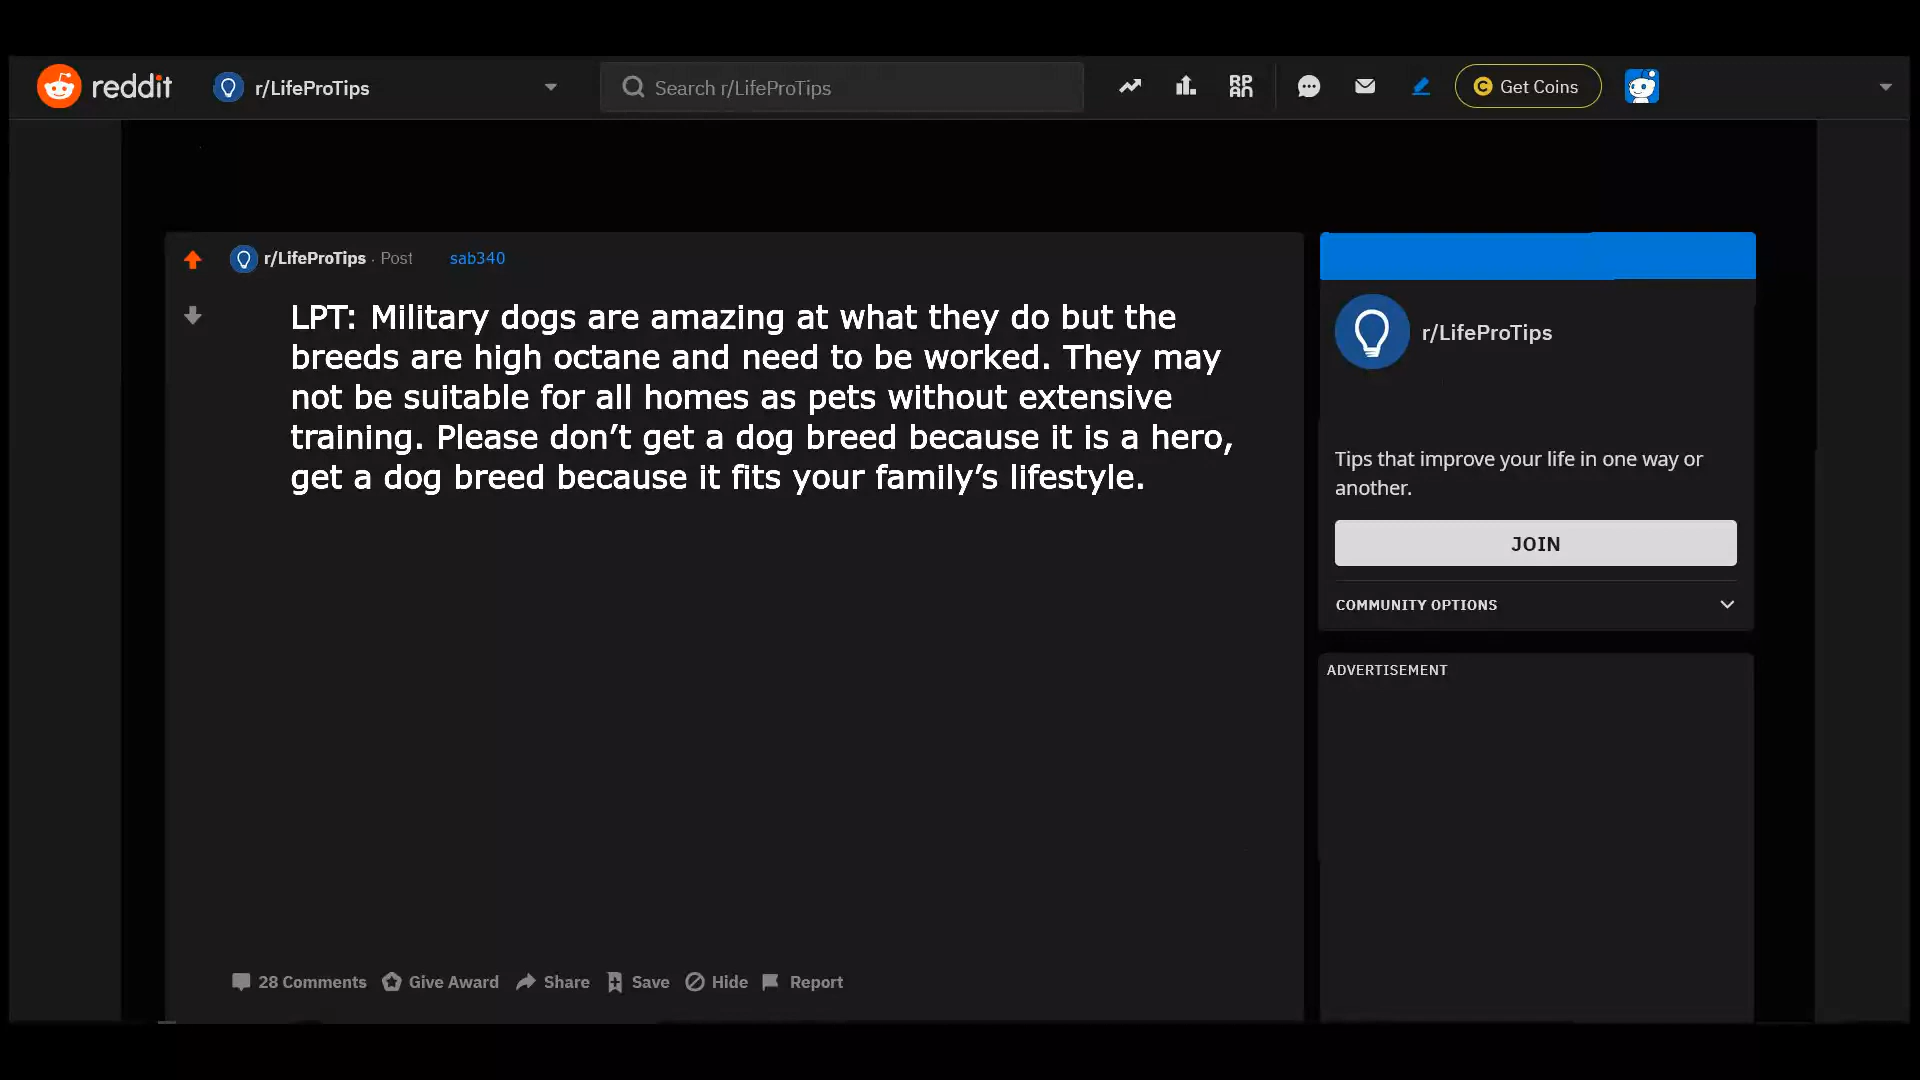 reddit
r/LifeProTips
Search r/LifeProTips
RPAN
Get Coins
r/LifeProTips · Post sab340
LPT: Military dogs are amazing at what they do but the
breeds are high octane and need to be worked. They may
not be suitable for all homes as pets without extensive
training. Please don’t get a dog breed because it is a hero,
get a dog breed because it fits your family’s lifestyle.
28 Comments Give Award Share Save Hide Report
r/LifeProTips
Tips that improve your life in one way or
another.
JOIN
COMMUNITY OPTIONS
ADVERTISEMENT